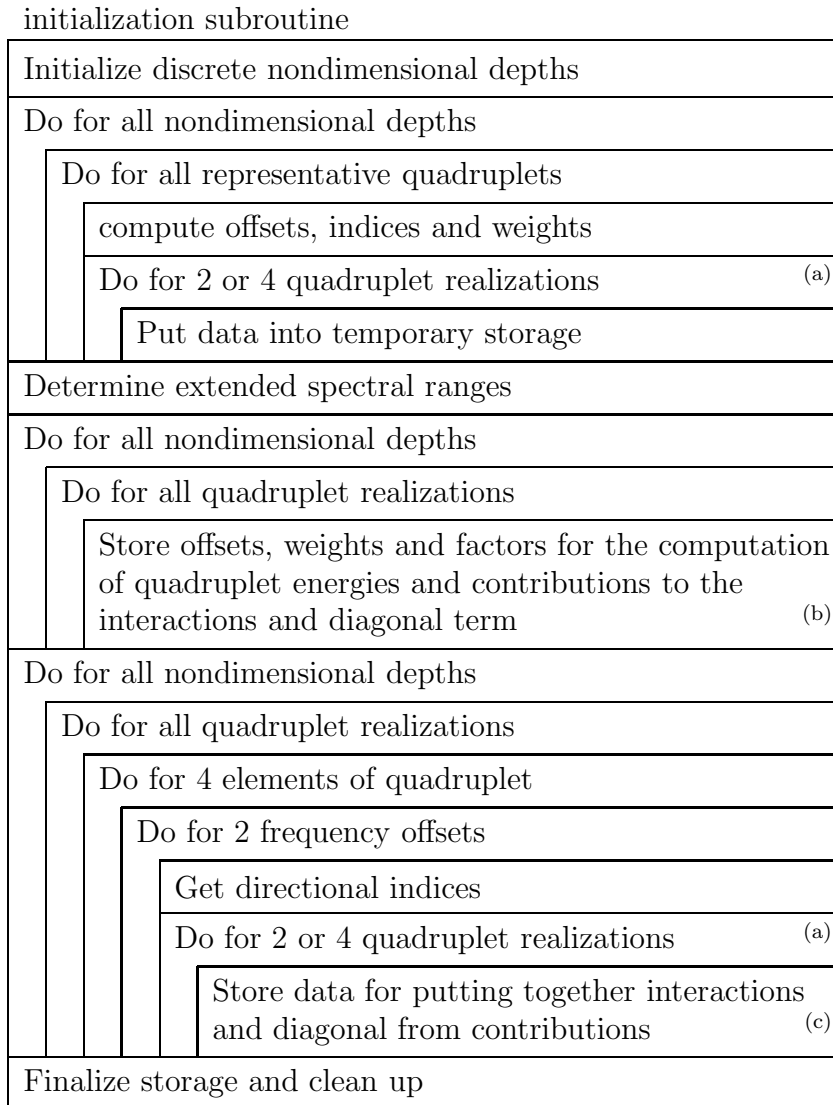 initialization subroutine
Initialize discrete nondimensional depths
Do for all nondimensional depths
Do for all representative quadruplets
compute offsets, indices and weights
Do for 2 or 4 quadruplet realizations (a)
Put data into temporary storage
Determine extended spectral ranges
Do for all nondimensional depths
Do for all quadruplet realizations
Store offsets, weights and factors for the computation
of quadruplet energies and contributions to the
interactions and diagonal term (b)
Do for all nondimensional depths
Do for all quadruplet realizations
Do for 4 elements of quadruplet
Do for 2 frequency offsets
Get directional indices
Do for 2 or 4 quadruplet realizations (a)
Store data for putting together interactions
and diagonal from contributions (c)
Finalize storage and clean up